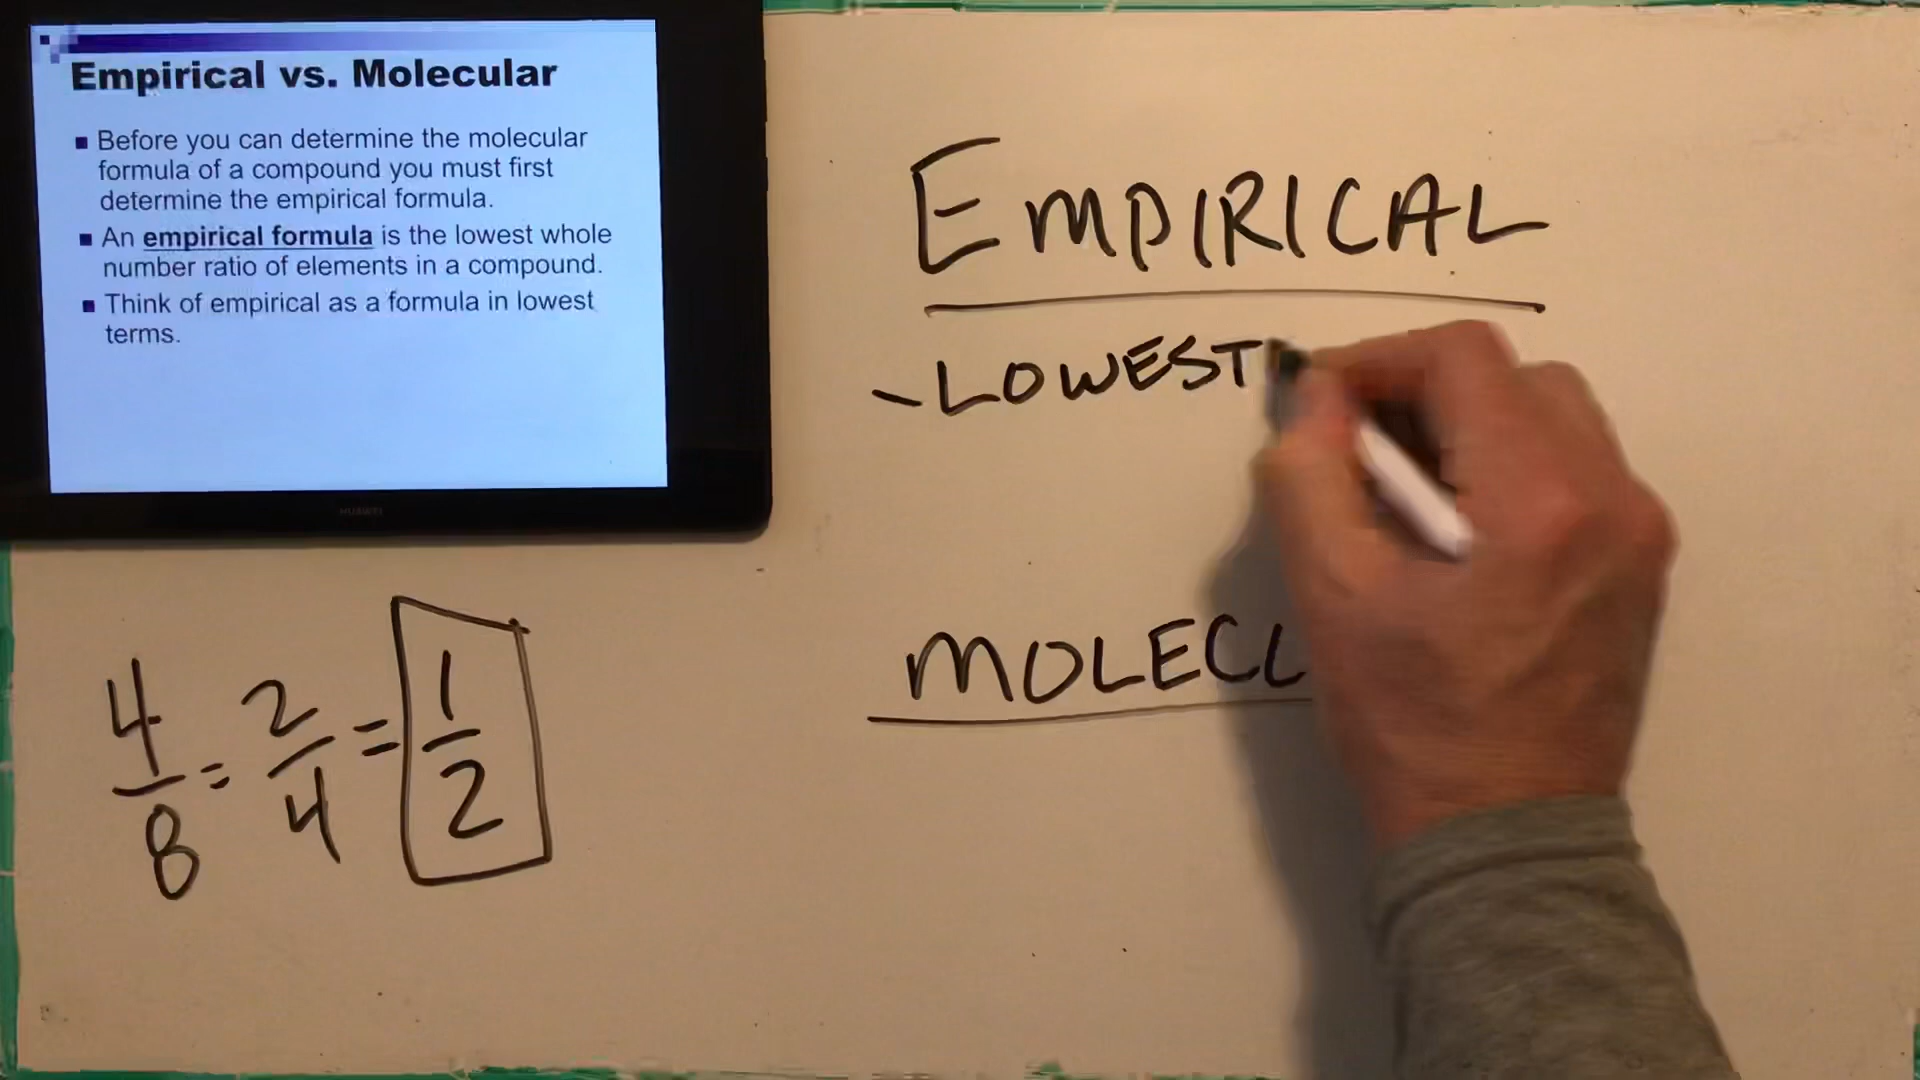 Empirical vs. Molecular
Before you can determine the molecular
formula of a compound you must first
determine the empirical formula.
An empirical formula is the lowest whole
number ratio of elements in a compound.
Think of empirical as a formula in lowest
terms.
HUAWEI
EMPIRICAL
-LOWEST
MOLECU
4/8 = 2/4 = 1/2